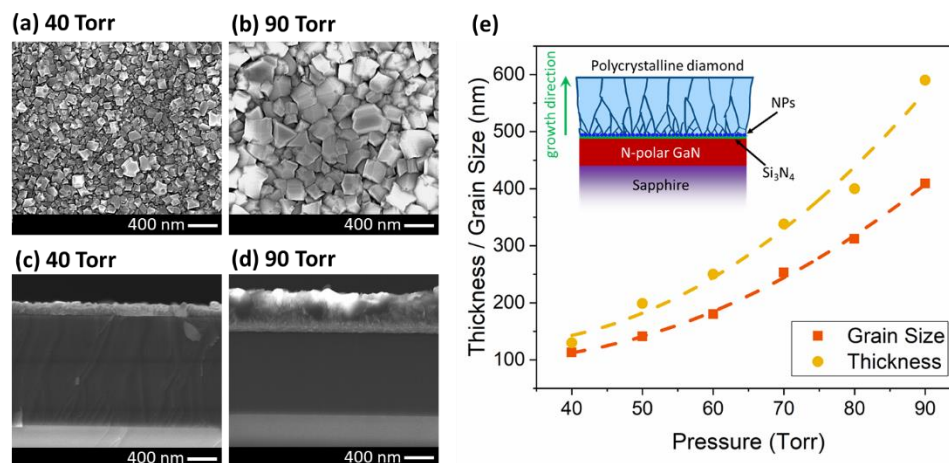 (a) 40 Torr
400 nm
(b) 90 Torr
400 nm
(c) 40 Torr
400 nm
(d) 90 Torr
400 nm
(e)
Thickness / Grain Size (nm)
600
500
400
300
200
100
growth direction
Polycrystalline diamond
NPs
N-polar GaN
Si₃N₄
Sapphire
Grain Size
Thickness
40 50 60 70 80 90
Pressure (Torr)